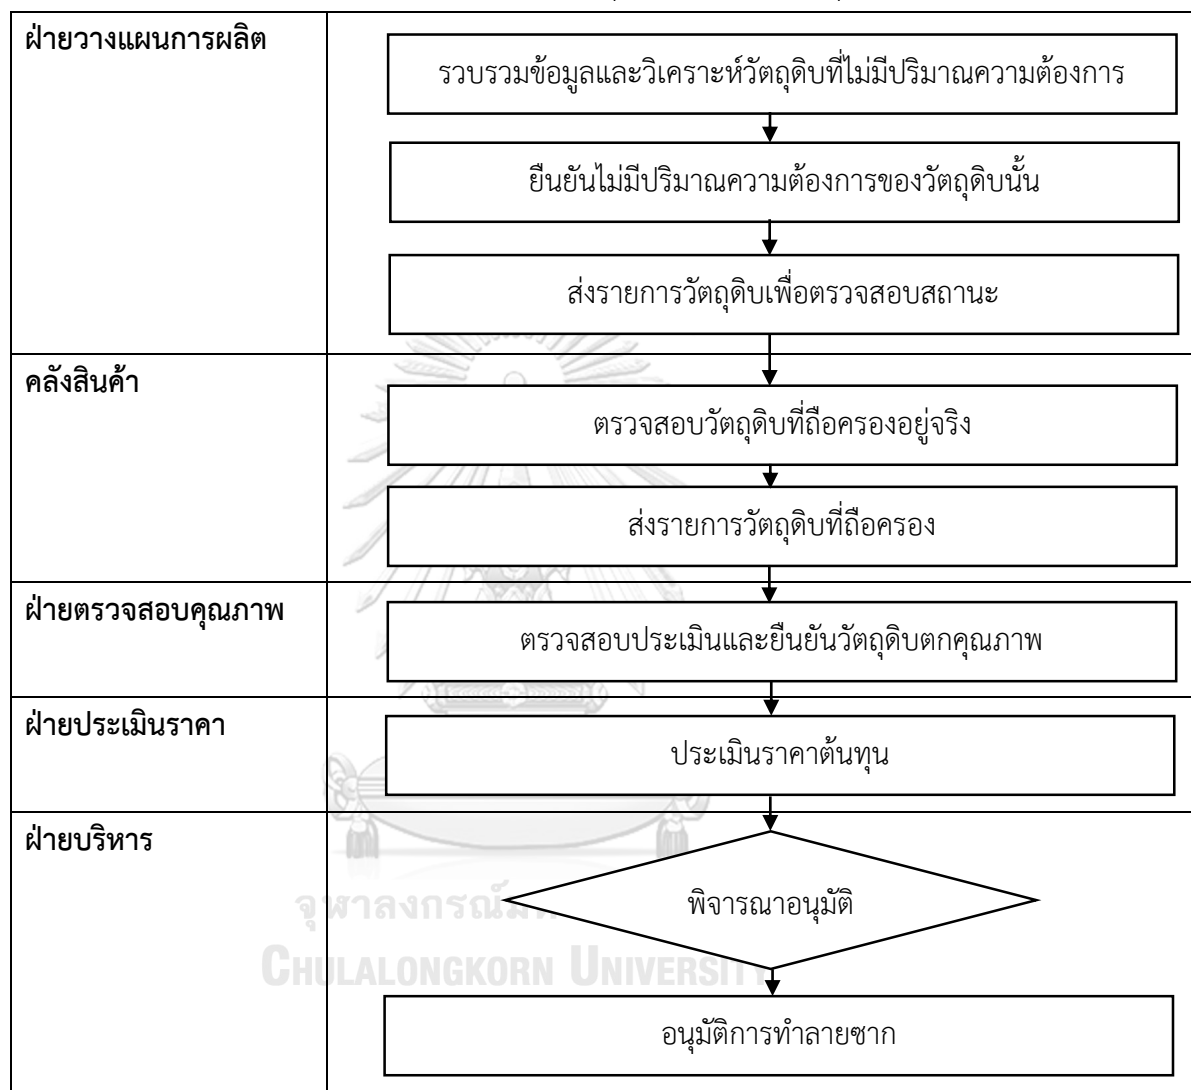 ฝ่ายวางแผนการผลิต
รวบรวมข้อมูลและวิเคราะห์วัตถุดิบที่ไม่มีปริมาณความต้องการ
ยืนยันไม่มีปริมาณความต้องการของวัตถุดิบนั้น
ส่งรายการวัตถุดิบเพื่อตรวจสอบสถานะ
คลังสินค้า
ตรวจสอบวัตถุดิบที่ถือครองอยู่จริง
ส่งรายการวัตถุดิบที่ถือครอง
ฝ่ายตรวจสอบคุณภาพ
ตรวจสอบประเมินและยืนยันวัตถุดิบตกคุณภาพ
ฝ่ายประเมินราคา
ประเมินราคาต้นทุน
ฝ่ายบริหาร
พิจารณาอนุมัติ
จุฬาลงกรณ์
CHULALONGKORN UNIVERSITY
อนุมัติการทำลายซาก